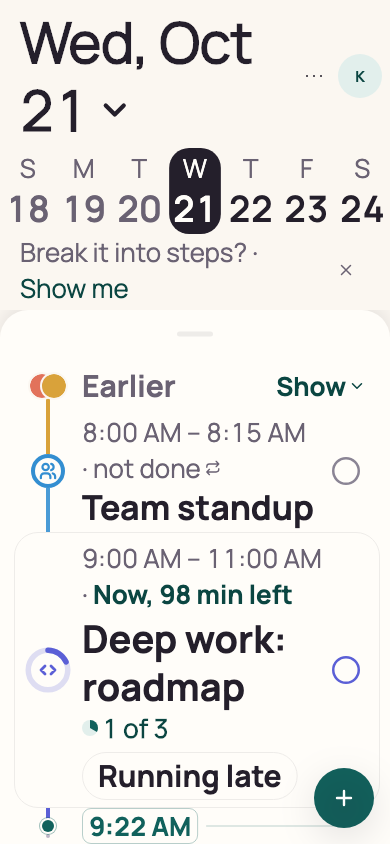 Wed, Oct
21
···
K
S M T W T F S
18 19 20 21 22 23 24
Break it into steps? ·
Show me
×
Earlier
Show
8:00 AM – 8:15 AM
· not done
Team standup
9:00 AM – 11:00 AM
· Now, 98 min left
Deep work:
roadmap
1 of 3
Running late
+
9:22 AM